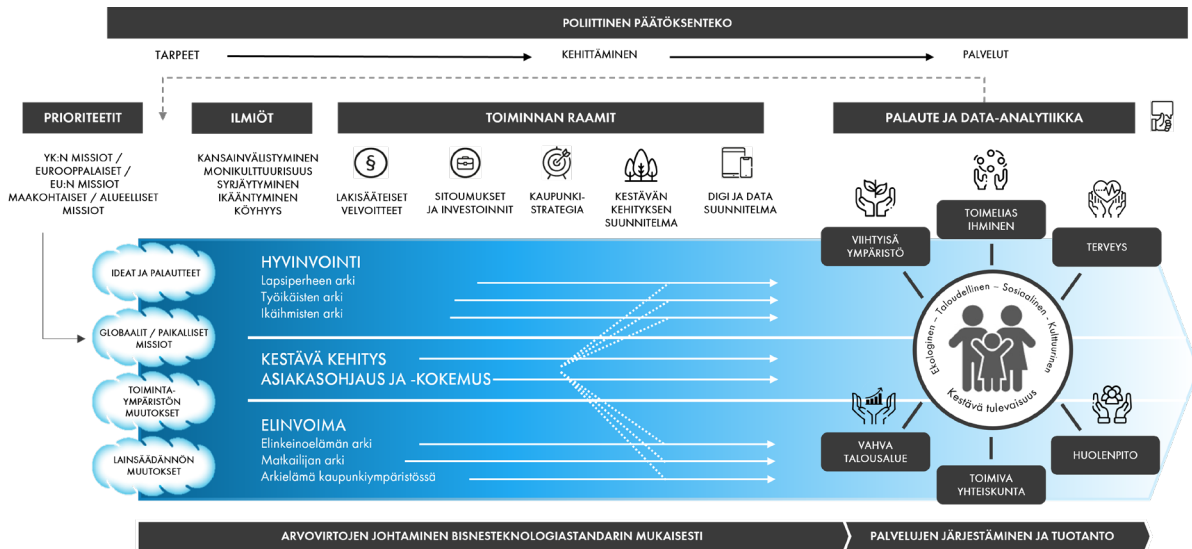 POLIITTINEN PÄÄTÖKSENTEKO
TARPEET
KEHITTÄMINEN
PALVELUT
PRIORITEETIT
ILMIÖT
TOIMINNAN RAAMIT
PALAUTE JA DATA-ANALYTIIKKA
YK:N MISSIOT /
EUROOPPALAISET /
EU:N MISSIOT
MAAKOHTAISET / ALUEELLISET
MISSIOT
KANSAINVÄLISTYMINEN
MONIKULTTUURISUUS
SYRJÄYTYMINEN
IKÄÄNTYMINEN
KÖYHYYS
§
LAKISÄÄTEISET
VELVOITTEET
SITOUMUKSET
JA INVESTOINNIT
KAUPUNKI-
STRATEGIA
KESTÄVÄN
KEHITYKSEN
SUUNNITELMA
DIGI JA DATA
SUUNNITELMA
VIIHTYISÄ
YMPÄRISTÖ
TOIMELIAS
IHMINEN
TERVEYS
IDEAT JA PALAUTTEET
GLOBAALIT / PAIKALLISET
MISSIOT
TOIMINTA-
YMPÄRISTÖN
MUUTOKSET
LAINSÄÄDÄNNÖN
MUUTOKSET
HYVINVOINTI
Lapsiperheen arki
Työikäisten arki
Ikäihmisten arki
KESTÄVÄ KEHITYS
ASIAKASOHJAUS JA -KOKEMUS
ELINVOIMA
Elinkeinoelämän arki
Matkailijan arki
Arkielämä kaupunkiympäristössä
Ekologinen – Taloudellinen – Sosiaalinen - Kulttuurinen
Kestävä tulevaisuus
VAHVA
TALOUSALUE
TOIMIVA
YHTEISKUNTA
HUOLENPITO
ARVOVIRTOJEN JOHTAMINEN BISNESTEKNOLOGIASTANDARIN MUKAISESTI
PALVELUJEN JÄRJESTÄMINEN JA TUOTANTO